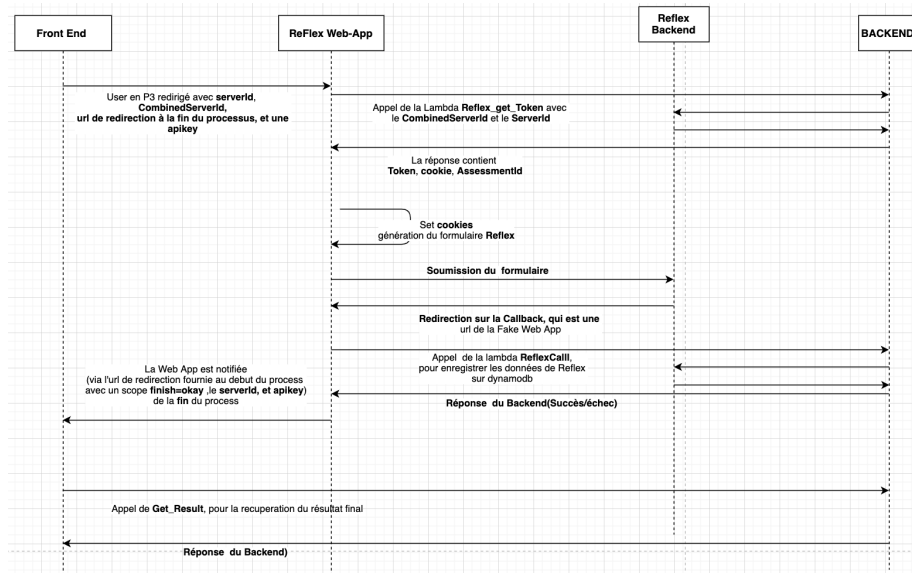 Front End
ReFlex Web-App
Reflex
Backend
BACKEND
User en P3 redirigé avec serverId,
CombinedServerId,
url de redirection à la fin du processus, et une
apikey
Appel de la Lambda Reflex_get_Token avec
le CombinedServerId et le ServerId
La réponse contient
Token, cookie, AssessmentId
Set cookies
génération du formulaire Reflex
Soumission du formulaire
Redirection sur la Callback, qui est une
url de la Fake Web App
Appel de la lambda ReflexCalll,
pour enregistrer les données de Reflex
sur dynamodb
La Web App est notifiée
(via l'url de redirection fournie au debut du process
avec un scope finish=okay ,le serverId, et apikey)
de la fin du process
Réponse du Backend(Succès/échec)
Appel de Get_Result, pour la recuperation du résultat final
Réponse du Backend)